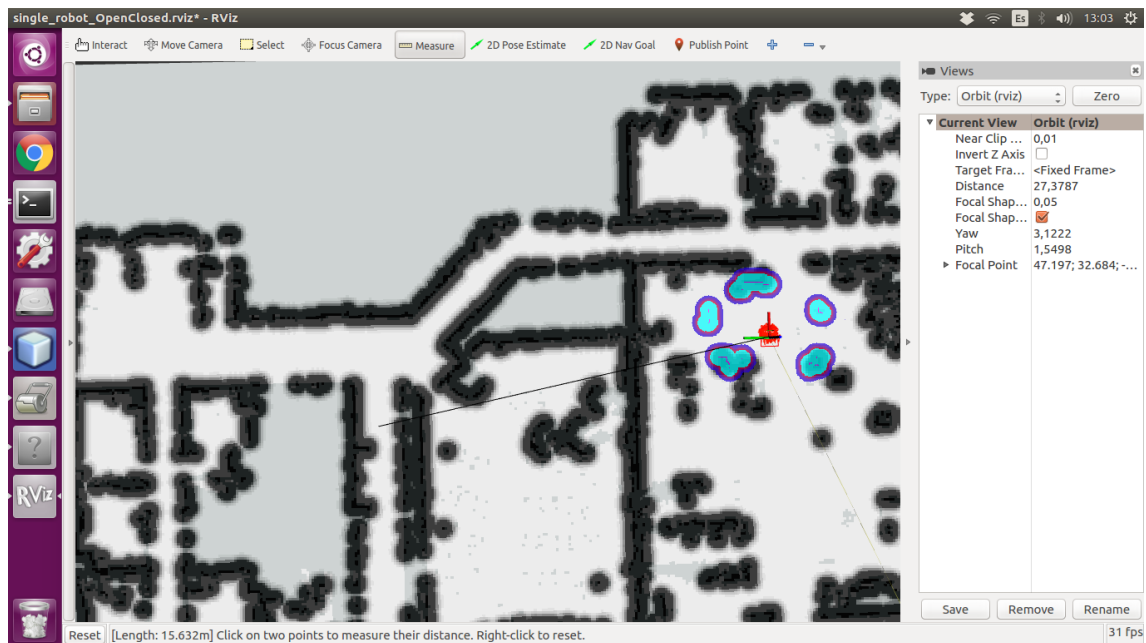 single_robot_OpenClosed.rviz* - RViz
Es
13:03
Interact Move Camera Select Focus Camera Measure 2D Pose Estimate 2D Nav Goal Publish Point
Views
Type: Orbit (rviz) Zero
Current View Orbit (rviz)
Near Clip ... 0,01
Invert Z Axis
Target Fra... <Fixed Frame>
Distance 27,3787
Focal Shap... 0,05
Focal Shap...
Yaw 3,1222
Pitch 1,5498
Focal Point 47.197; 32.684; -...
>_
?
RViz
Save Remove Rename
Reset [Length: 15.632m] Click on two points to measure their distance. Right-click to reset. 31 fps